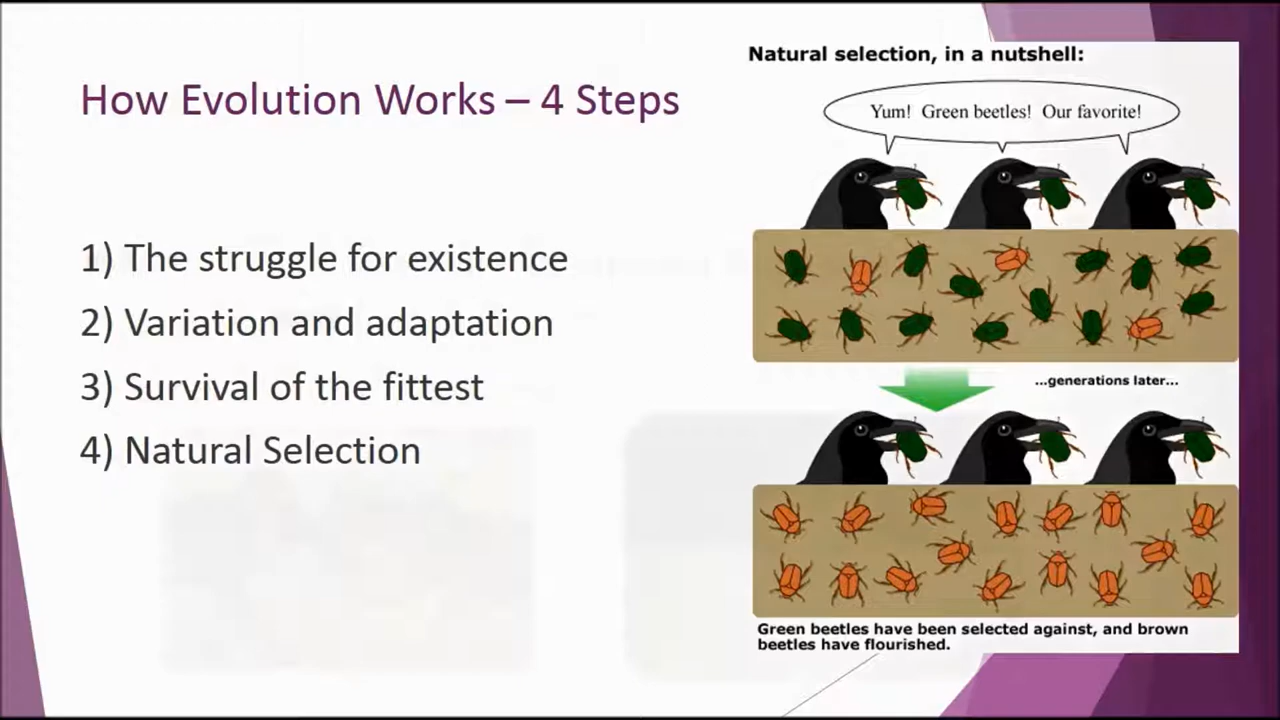 How Evolution Works – 4 Steps
1) The struggle for existence
2) Variation and adaptation
3) Survival of the fittest
4) Natural Selection
Natural selection, in a nutshell:
Yum! Green beetles! Our favorite!
...generations later...
Green beetles have been selected against, and brown
beetles have flourished.